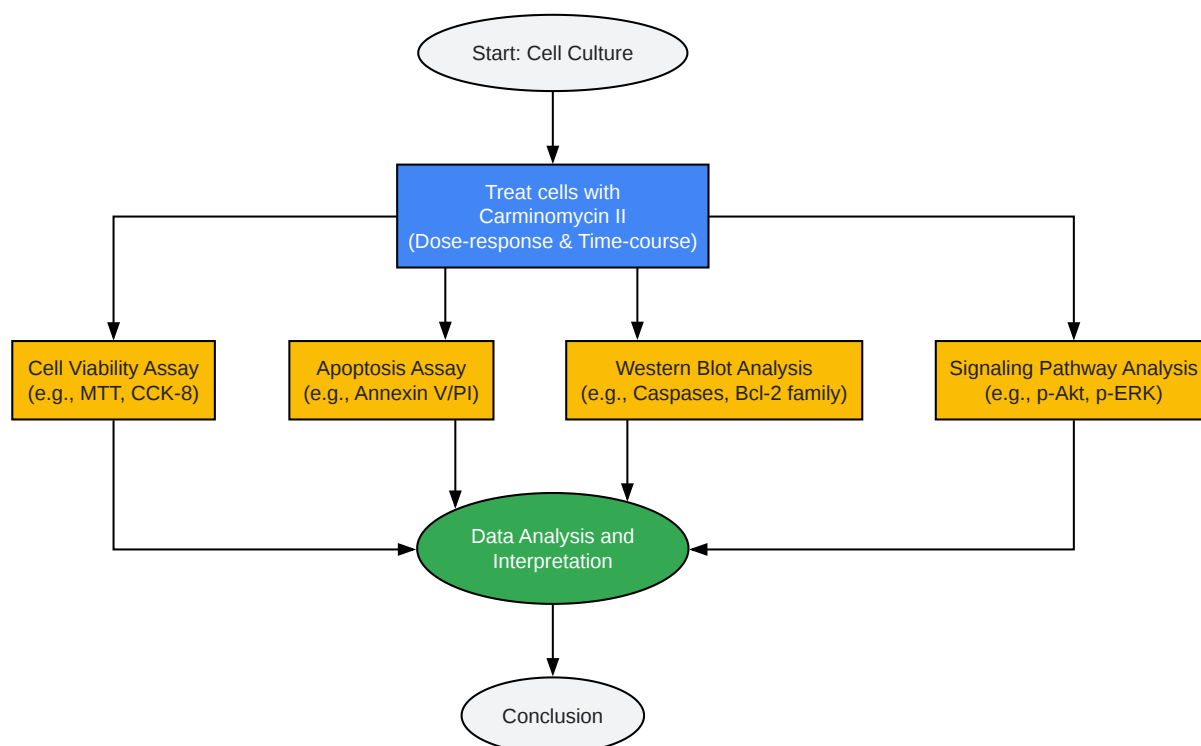 Start: Cell Culture
Treat cells with
Carminomycin II
(Dose-response & Time-course)
Cell Viability Assay
(e.g., MTT, CCK-8)
Apoptosis Assay
(e.g., Annexin V/PI)
Western Blot Analysis
(e.g., Caspases, Bcl-2 family)
Signaling Pathway Analysis
(e.g., p-Akt, p-ERK)
Data Analysis and
Interpretation
Conclusion